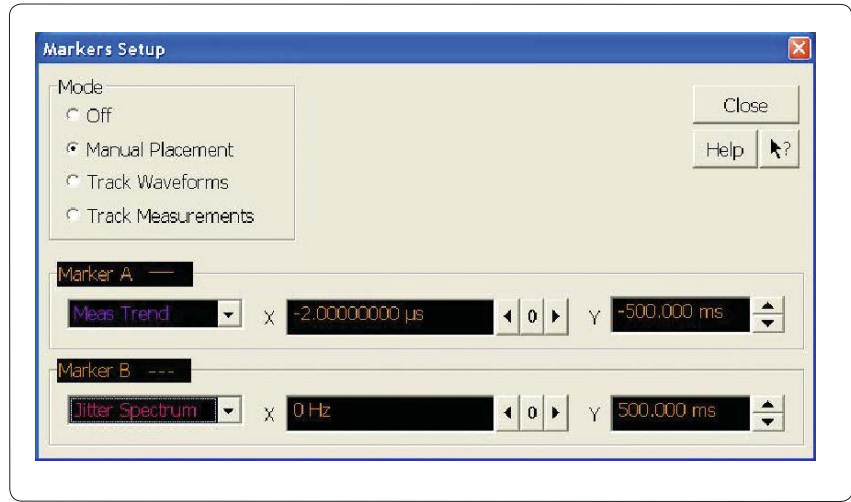 Markers Setup
Mode
Off
Manual Placement
Track Waveforms
Track Measurements
Close
Help ?
Marker A —
Meas Trend X -2.00000000 µs 0 Y -500.000 ms
Marker B ---
Jitter Spectrum X 0 Hz 0 Y 500.000 ms